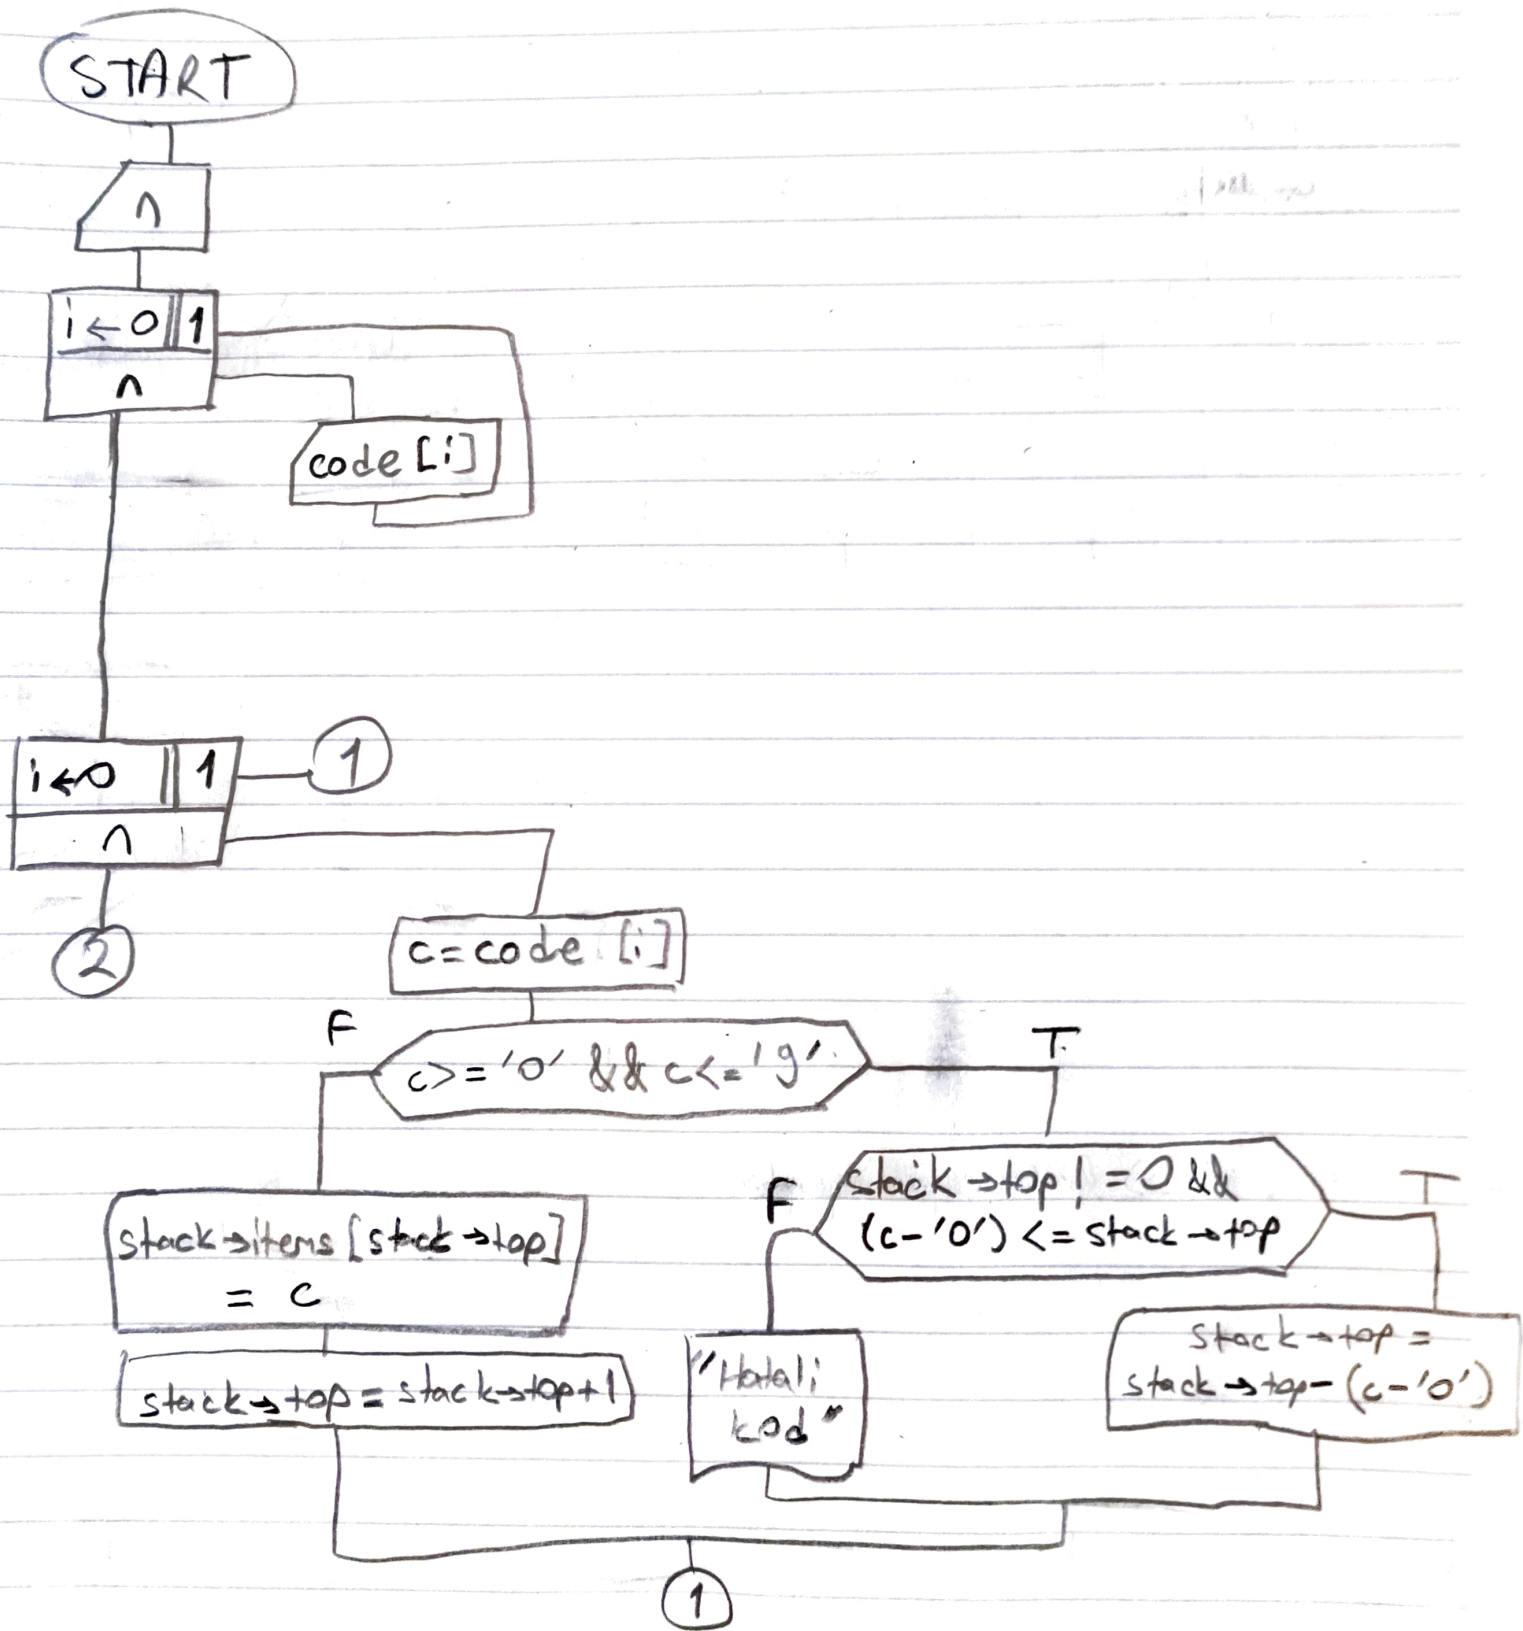 START
n
i ← 0 1
n
code [i]
i ← 0 1
1
n
2
c = code [i]
F
T
c >= '0' && c <= '9'
stack → top != 0 &&
F
T
(c - '0') <= stack → top
stack → items [stack → top]
= c
stack → top =
stack → top - (c - '0')
"Hatali
kod"
stack → top = stack → top + 1
1